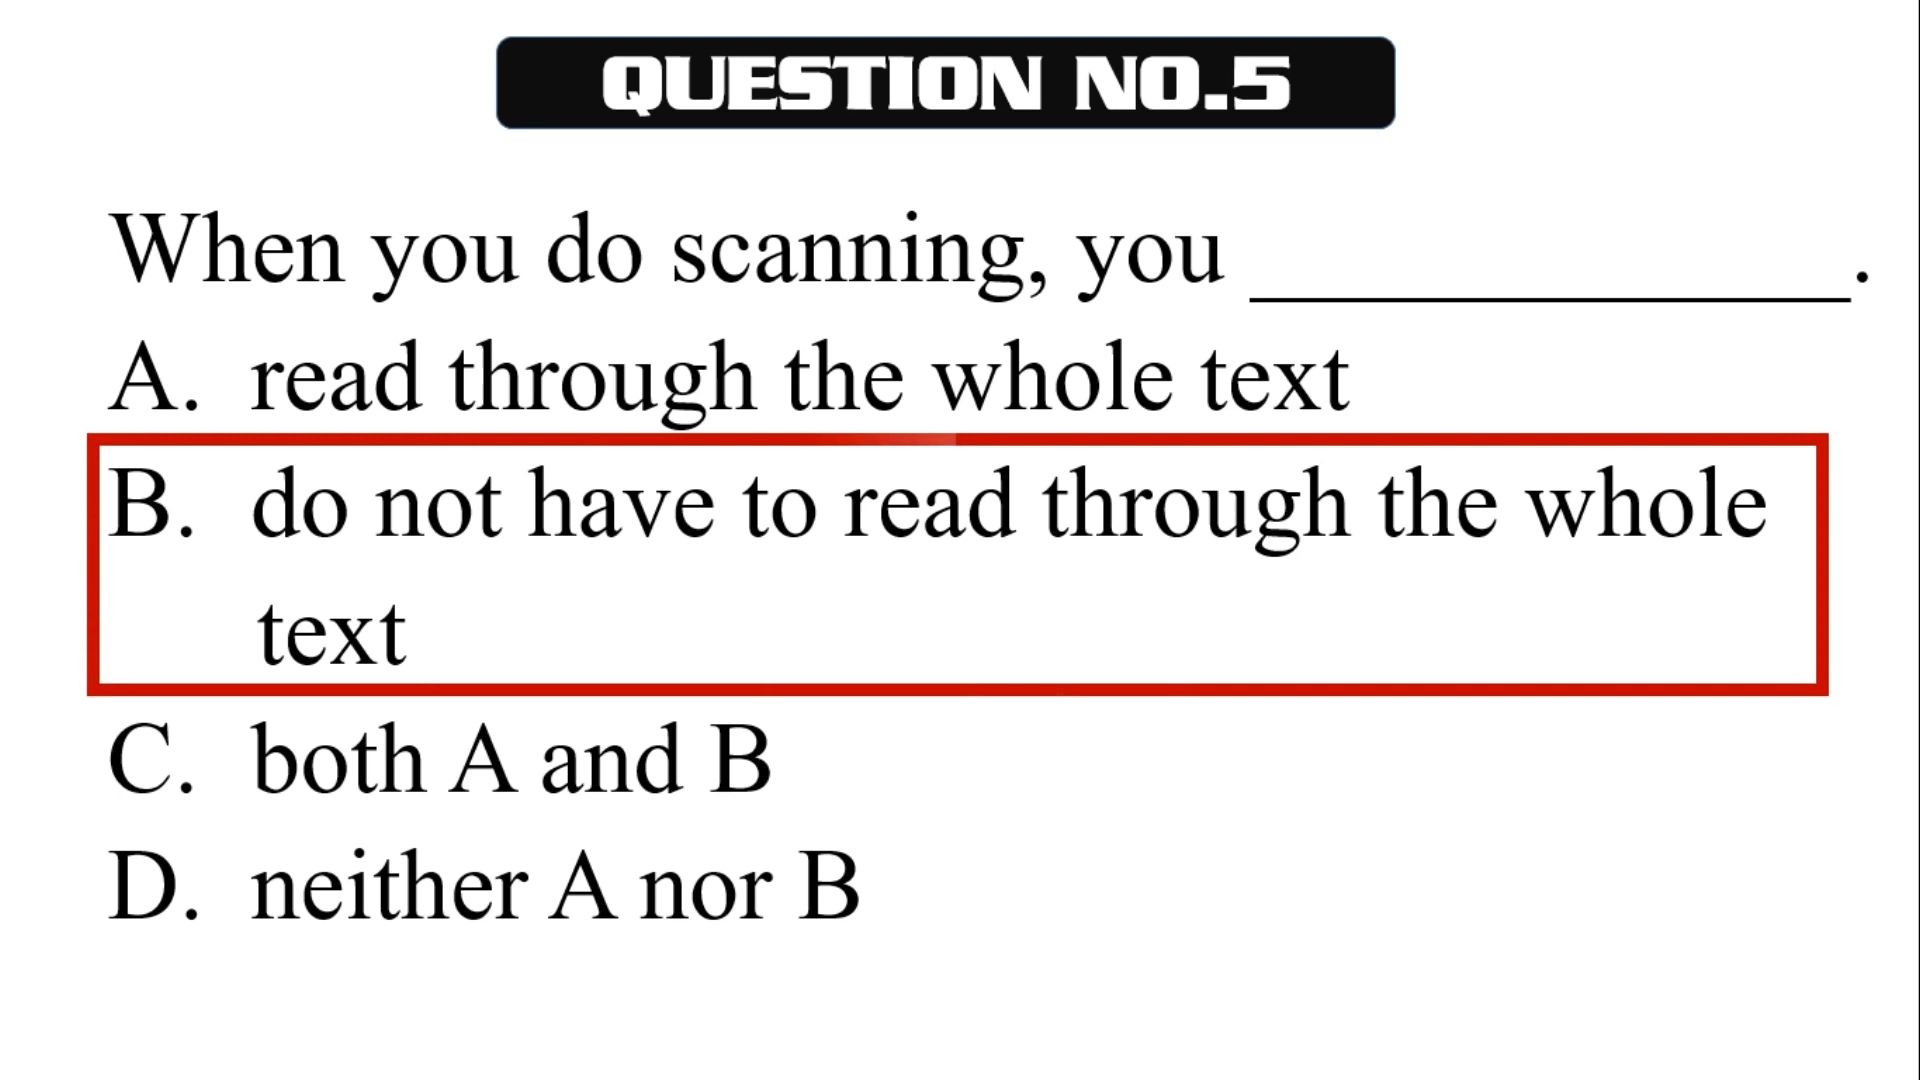 QUESTION NO.5
When you do scanning, you _______________.
A. read through the whole text
B. do not have to read through the whole
text
C. both A and B
D. neither A nor B